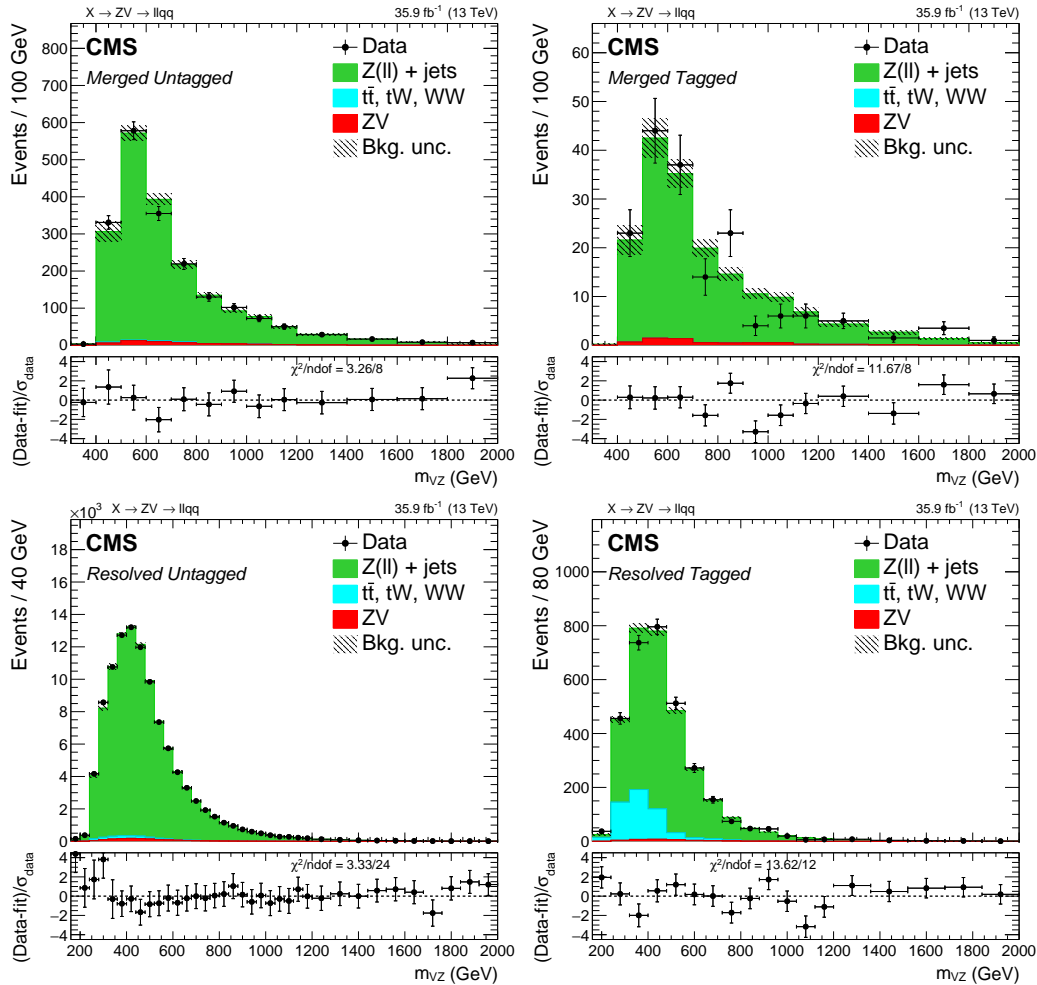 X → ZV → llqq 35.9 fb⁻¹ (13 TeV)
CMS
Merged Untagged
Data
Z(ll) + jets
tt̄, tW, WW
ZV
Bkg. unc.
Events / 100 GeV
800
700
600
500
400
300
200
100
0
χ²/ndof = 3.26/8
(Data-fit)/σ_data
4
2
0
−2
−4
400 600 800 1000 1200 1400 1600 1800 2000
m_VZ (GeV)
X → ZV → llqq 35.9 fb⁻¹ (13 TeV)
CMS
Merged Tagged
Data
Z(ll) + jets
tt̄, tW, WW
ZV
Bkg. unc.
Events / 100 GeV
60
50
40
30
20
10
0
χ²/ndof = 11.67/8
(Data-fit)/σ_data
4
2
0
−2
−4
400 600 800 1000 1200 1400 1600 1800 2000
m_VZ (GeV)
×10³ X → ZV → llqq 35.9 fb⁻¹ (13 TeV)
CMS
Resolved Untagged
Data
Z(ll) + jets
tt̄, tW, WW
ZV
Bkg. unc.
Events / 40 GeV
18
16
14
12
10
8
6
4
2
0
χ²/ndof = 3.33/24
(Data-fit)/σ_data
4
2
0
−2
−4
200 400 600 800 1000 1200 1400 1600 1800 2000
m_VZ (GeV)
X → ZV → llqq 35.9 fb⁻¹ (13 TeV)
CMS
Resolved Tagged
Data
Z(ll) + jets
tt̄, tW, WW
ZV
Bkg. unc.
Events / 80 GeV
1000
800
600
400
200
0
χ²/ndof = 13.62/12
(Data-fit)/σ_data
4
2
0
−2
−4
200 400 600 800 1000 1200 1400 1600 1800 2000
m_VZ (GeV)